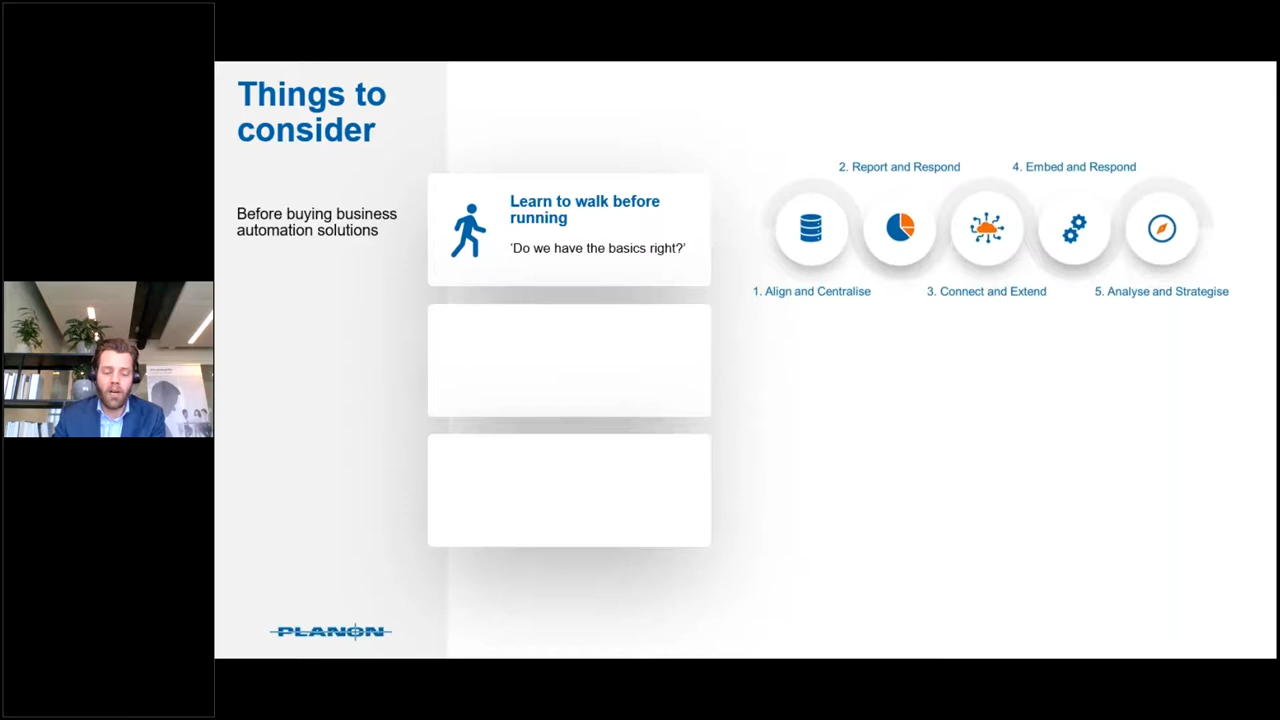 Things to
consider
Before buying business
automation solutions
Learn to walk before
running
‘Do we have the basics right?’
2. Report and Respond
4. Embed and Respond
1. Align and Centralise
3. Connect and Extend
5. Analyse and Strategise
PLANON